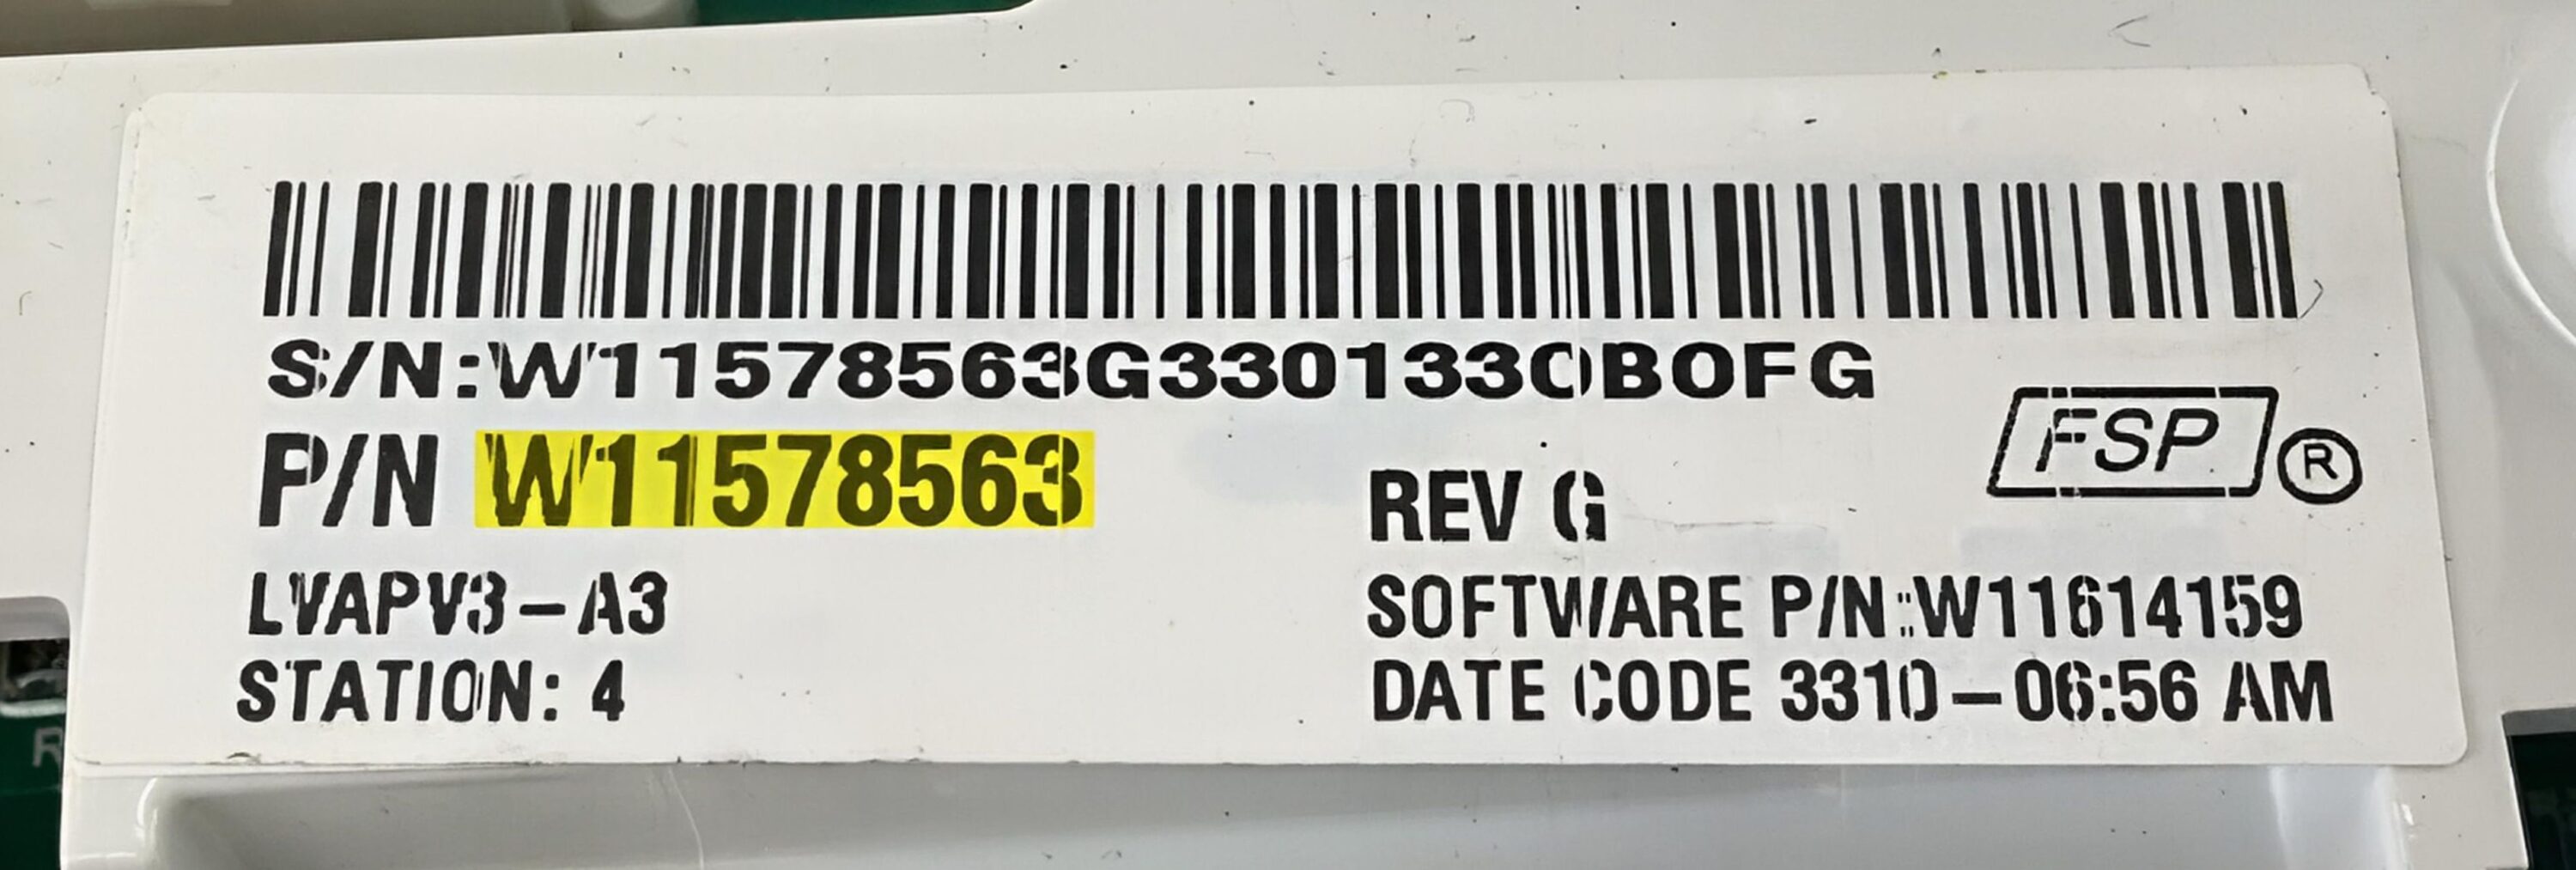 S/N:W11578563G3301330B0FG
P/N W11578563
FSP ®
REV G
LVAPV3-A3
SOFTWARE P/N:W11614159
STATION: 4
DATE CODE 3310-06:56 AM
R